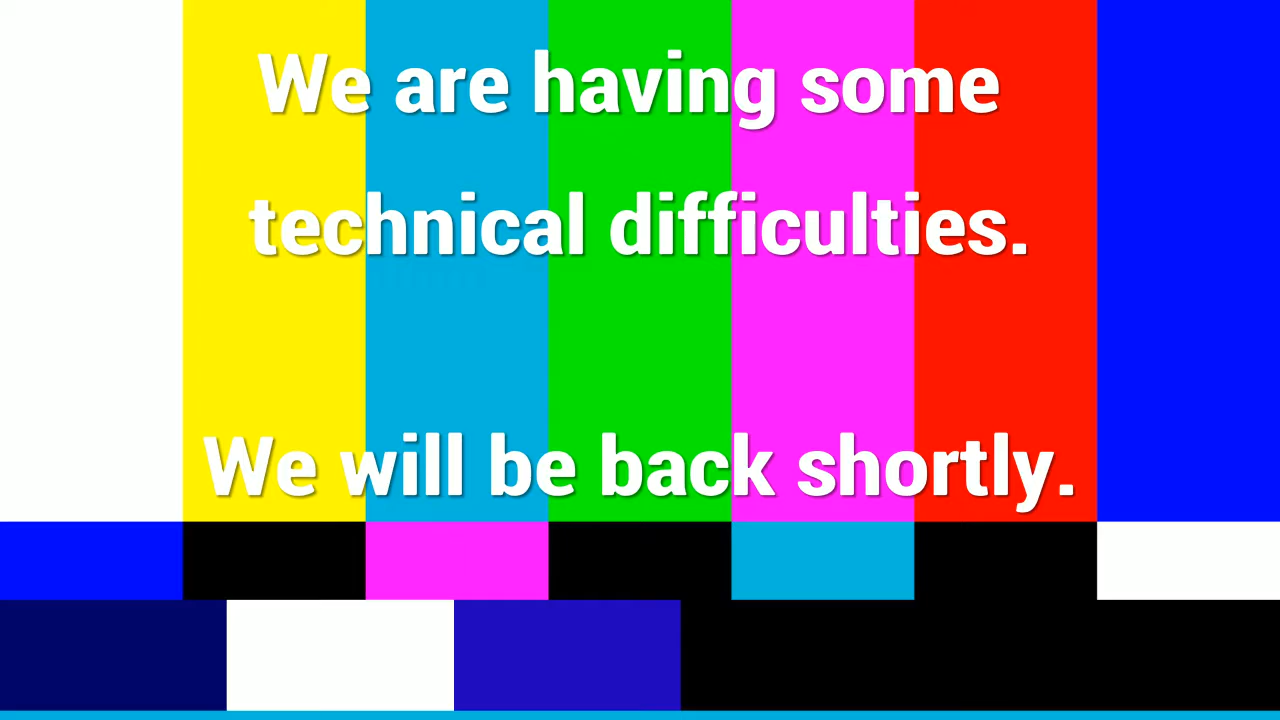 We are having some
technical difficulties.
We will be back shortly.